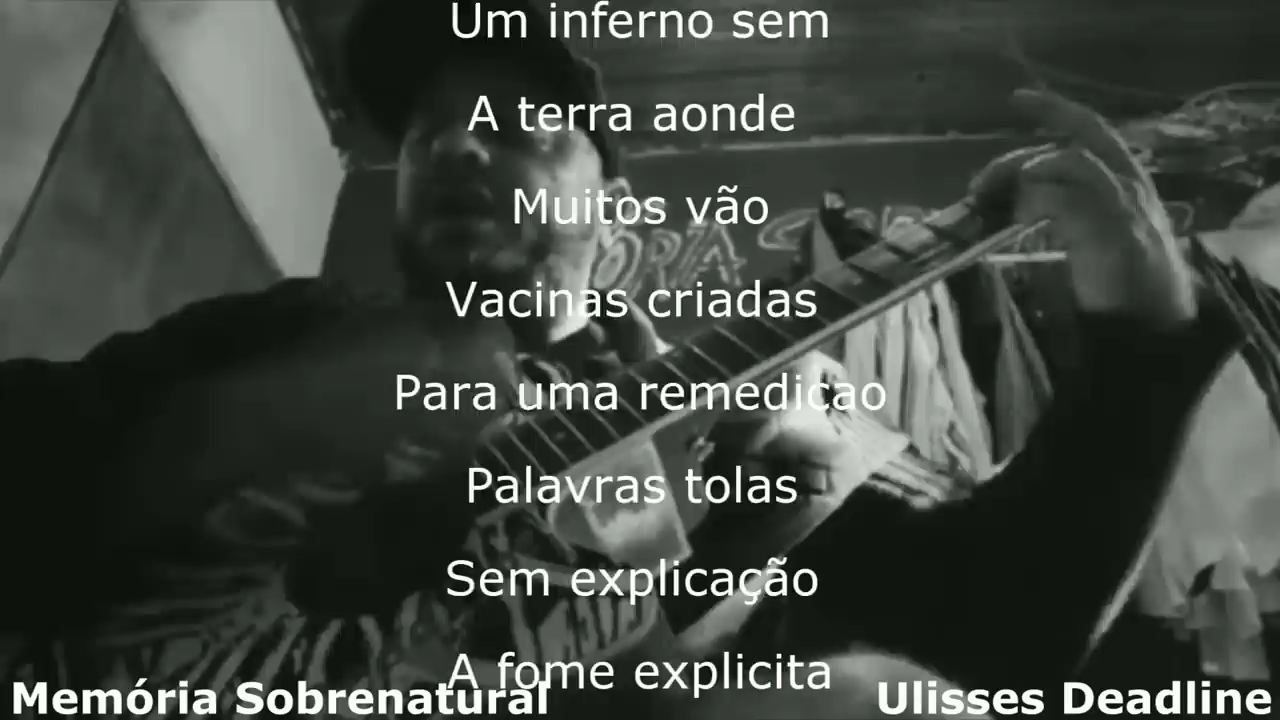 Um inferno sem
A terra aonde
Muitos vão
Vacinas criadas
Para uma remedicao
Palavras tolas
Sem explicação
A fome explicita
Memória Sobrenatural
Ulisses Deadline